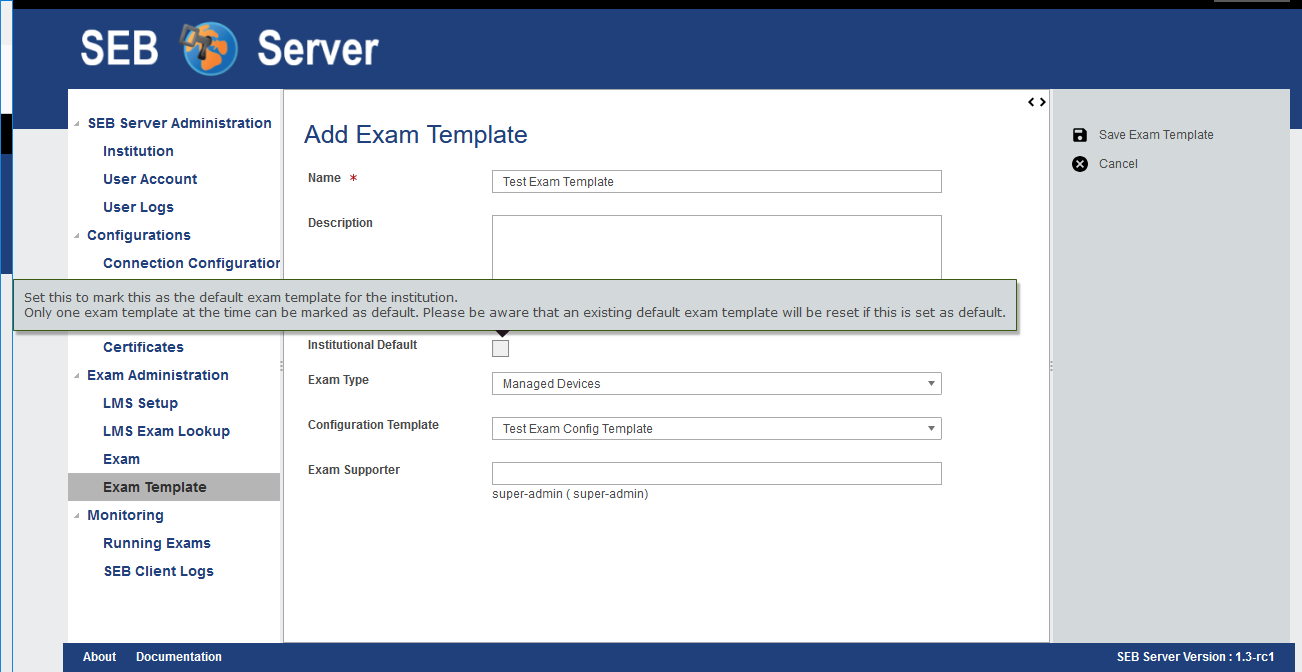 SEB Server
SEB Server Administration
Institution
User Account
User Logs
Configurations
Connection Configuration
Certificates
Exam Administration
LMS Setup
LMS Exam Lookup
Exam
Exam Template
Monitoring
Running Exams
SEB Client Logs
Add Exam Template
Name *
Test Exam Template
Description
Set this to mark this as the default exam template for the institution.
Only one exam template at the time can be marked as default. Please be aware that an existing default exam template will be reset if this is set as default.
Institutional Default
Exam Type
Managed Devices
Configuration Template
Test Exam Config Template
Exam Supporter
super-admin ( super-admin)
Save Exam Template
Cancel
About Documentation
SEB Server Version : 1.3-rc1